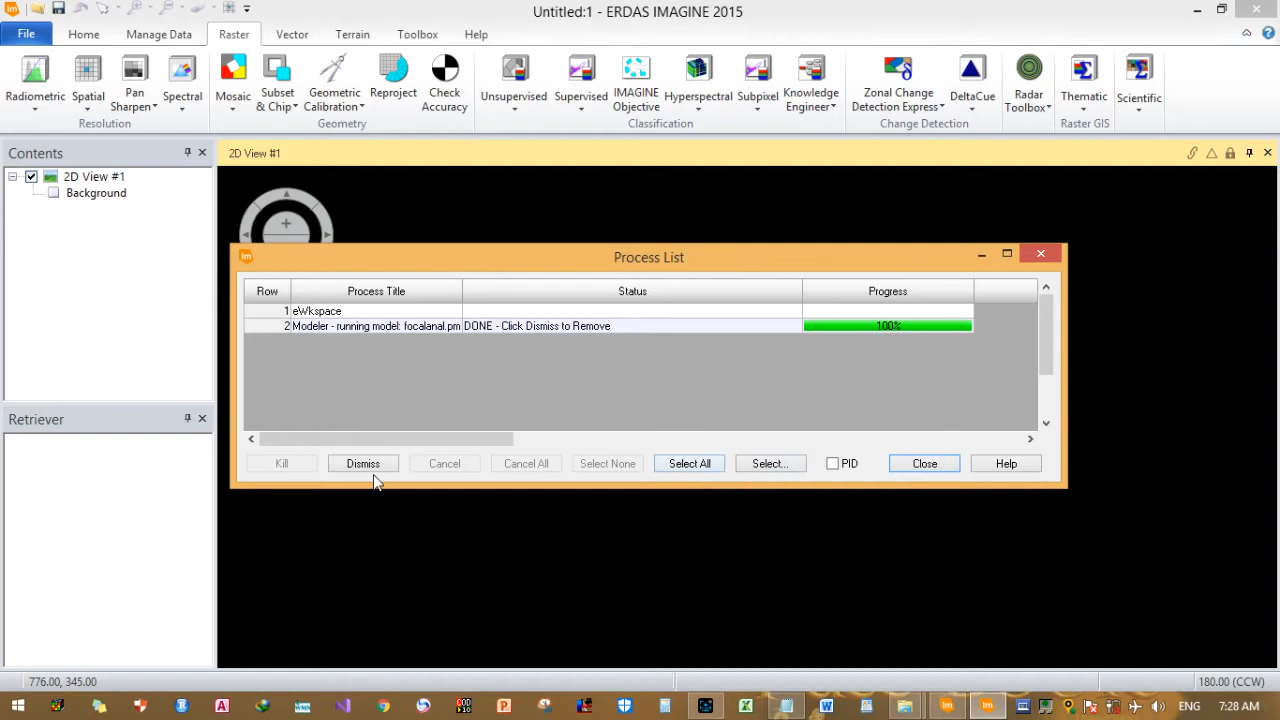 Untitled:1 - ERDAS IMAGINE 2015
File Home Manage Data Raster Vector Terrain Toolbox Help
Radiometric Spatial Pan Sharpen Spectral Mosaic Subset & Chip Geometric Calibration Reproject Check Accuracy Unsupervised Supervised IMAGINE Objective Hyperspectral Subpixel Knowledge Engineer Zonal Change Detection Express DeltaCue Radar Toolbox Thematic Scientific
Resolution Geometry Classification Change Detection Raster GIS
Contents
2D View #1
2D View #1
Background
Process List
Row Process Title Status Progress
1 eWkspace
2 Modeler - running model: focalanal.pm DONE - Click Dismiss to Remove 100%
Retriever
Kill Dismiss Cancel Cancel All Select None Select All Select... PID Close Help
776.00, 345.00 180.00 (CCW)
ENG 7:28 AM